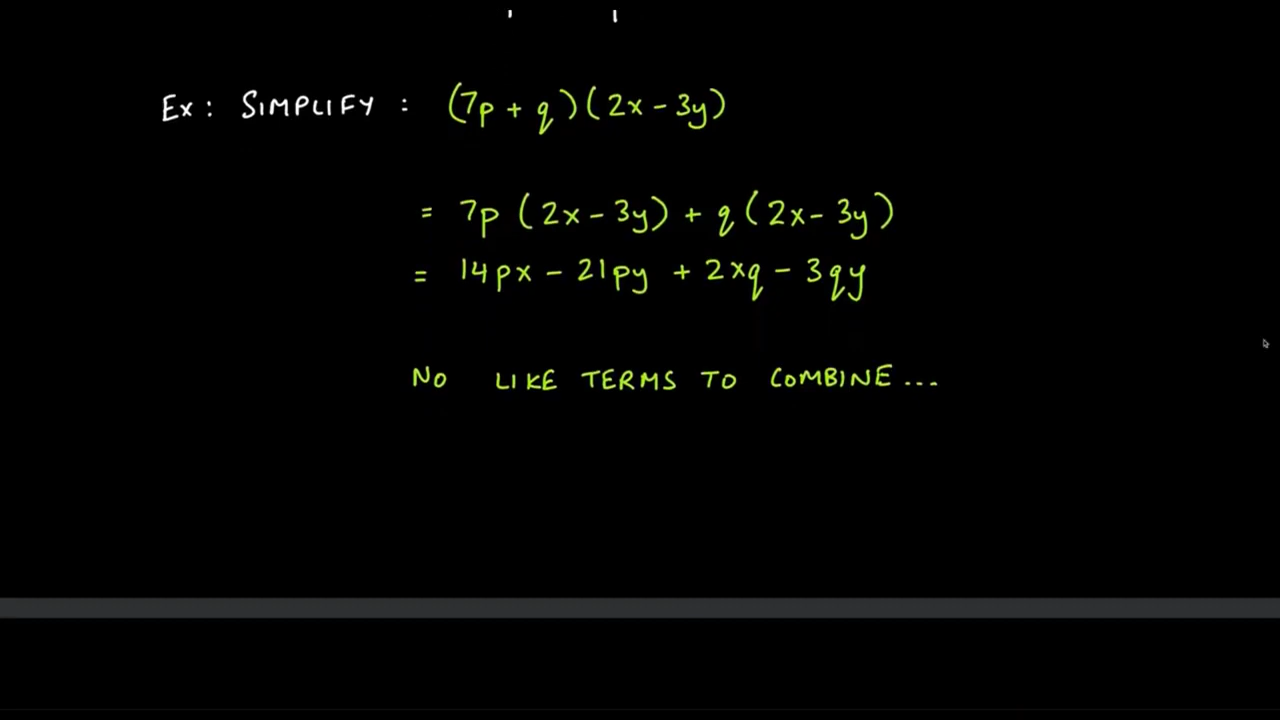 Ex: SIMPLIFY: (7p + q)(2x - 3y)
= 7p (2x - 3y) + q (2x - 3y)
= 14px - 21py + 2xq - 3qy
NO LIKE TERMS TO COMBINE...